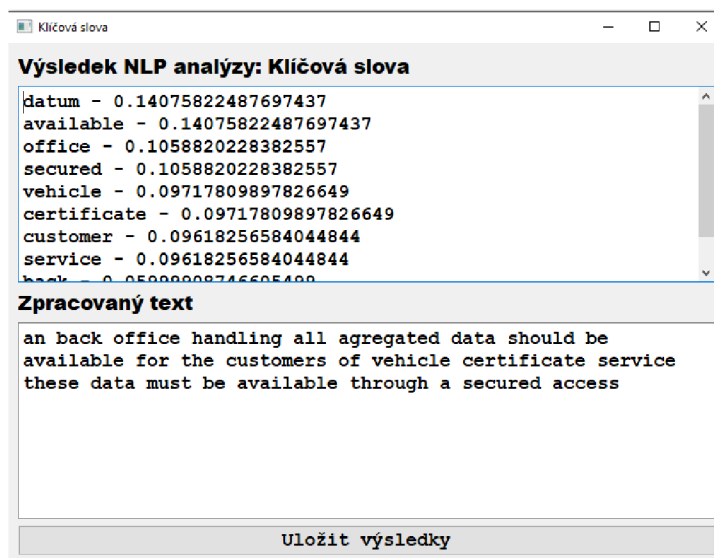 Klíčová slova
Výsledek NLP analýzy: Klíčová slova
datum - 0.14075822487697437
available - 0.14075822487697437
office - 0.1058820228382557
secured - 0.1058820228382557
vehicle - 0.09717809897826649
certificate - 0.09717809897826649
customer - 0.09618256584044844
service - 0.09618256584044844
back -
Zpracovaný text
an back office handling all agregated data should be
available for the customers of vehicle certificate service
these data must be available through a secured access
Uložit výsledky